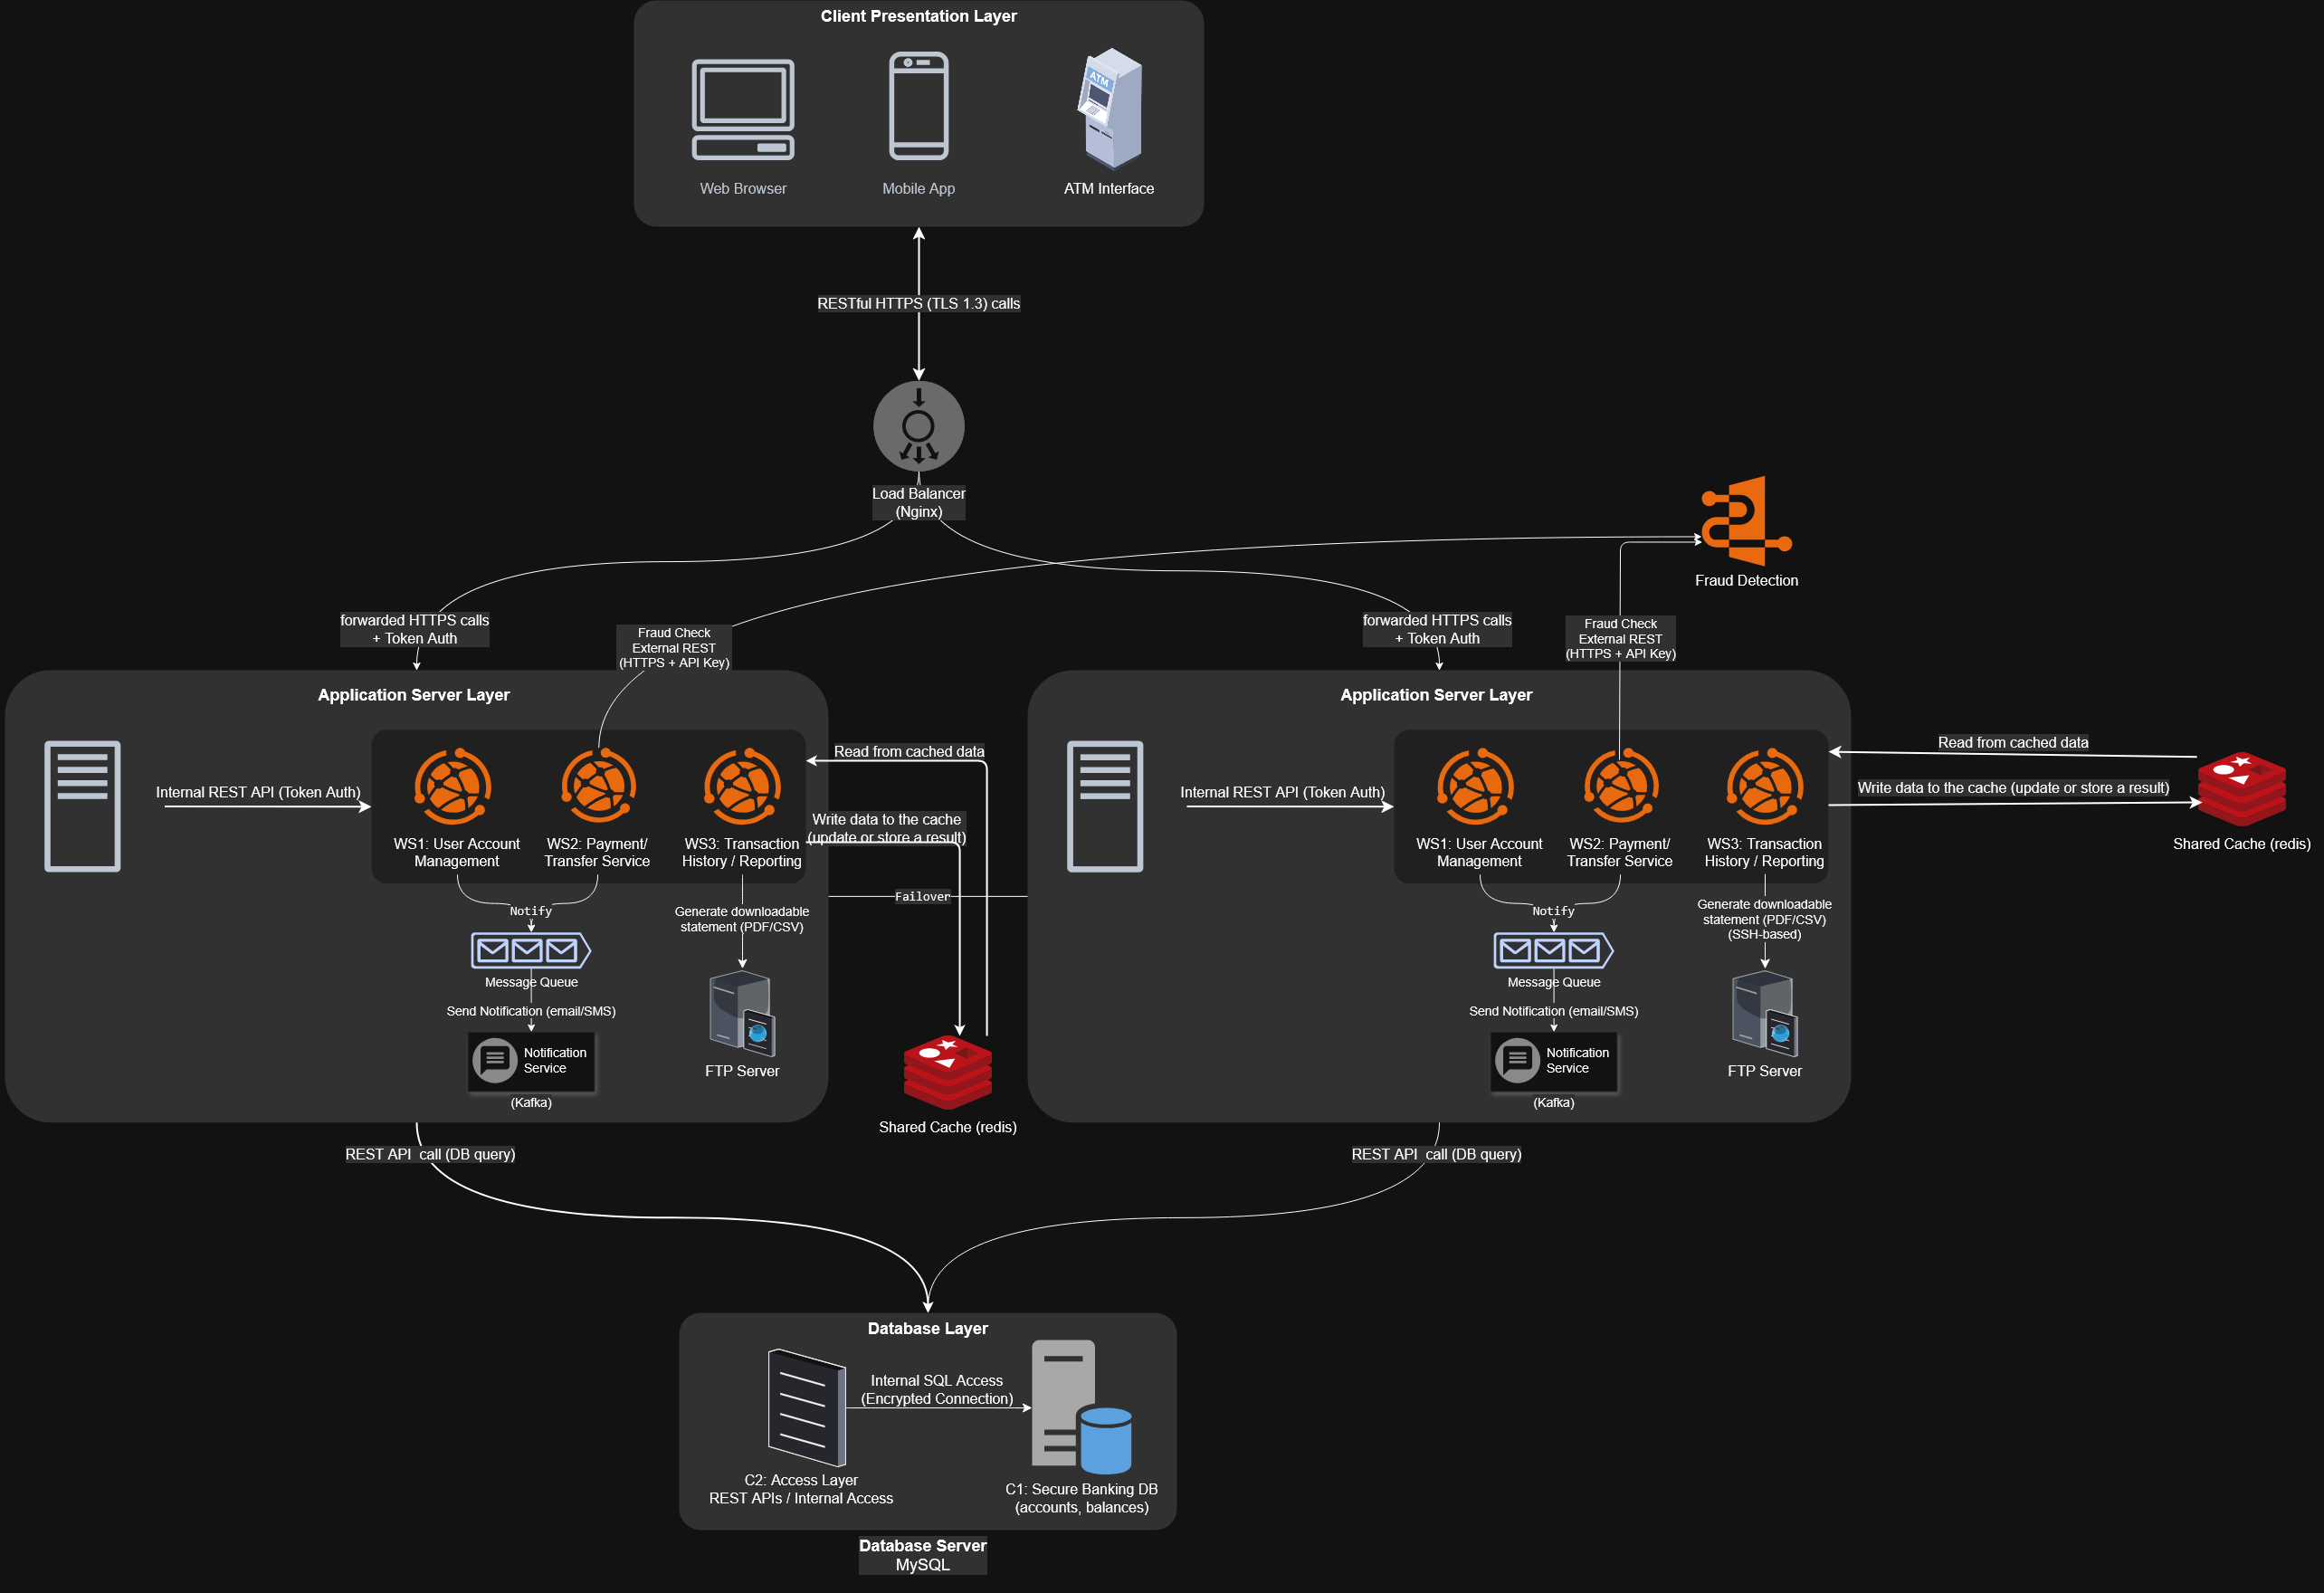 Client Presentation Layer
ATM
Web Browser
Mobile App
ATM Interface
RESTful HTTPS (TLS 1.3) calls
Load Balancer
(Nginx)
Fraud Detection
forwarded HTTPS calls
+ Token Auth
Fraud Check
External REST
(HTTPS + API Key)
forwarded HTTPS calls
+ Token Auth
Fraud Check
External REST
(HTTPS + API Key)
Application Server Layer
Internal REST API (Token Auth)
WS1: User Account
Management
WS2: Payment/
Transfer Service
WS3: Transaction
History / Reporting
Read from cached data
Write data to the cache
(update or store a result)
Notify
Message Queue
Send Notification (email/SMS)
Notification
Service
(Kafka)
Generate downloadable
statement (PDF/CSV)
FTP Server
Shared Cache (redis)
Failover
Application Server Layer
Internal REST API (Token Auth)
WS1: User Account
Management
WS2: Payment/
Transfer Service
WS3: Transaction
History / Reporting
Read from cached data
Write data to the cache (update or store a result)
Shared Cache (redis)
Notify
Message Queue
Send Notification (email/SMS)
Notification
Service
(Kafka)
Generate downloadable
statement (PDF/CSV)
(SSH-based)
FTP Server
REST API  call (DB query)
REST API  call (DB query)
Database Layer
Internal SQL Access
(Encrypted Connection)
C2: Access Layer
REST APIs / Internal Access
C1: Secure Banking DB
(accounts, balances)
Database Server
MySQL